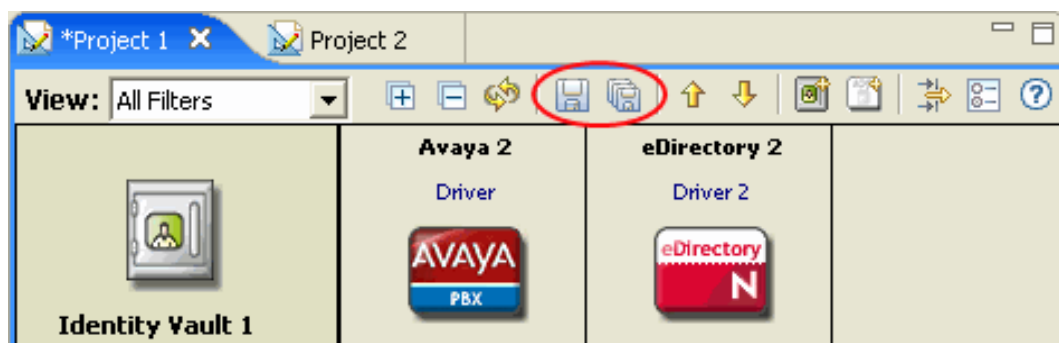 *Project 1 Project 2
View: All Filters
Avaya 2 eDirectory 2
Driver Driver 2
AVAYA eDirectory
PBX N
Identity Vault 1